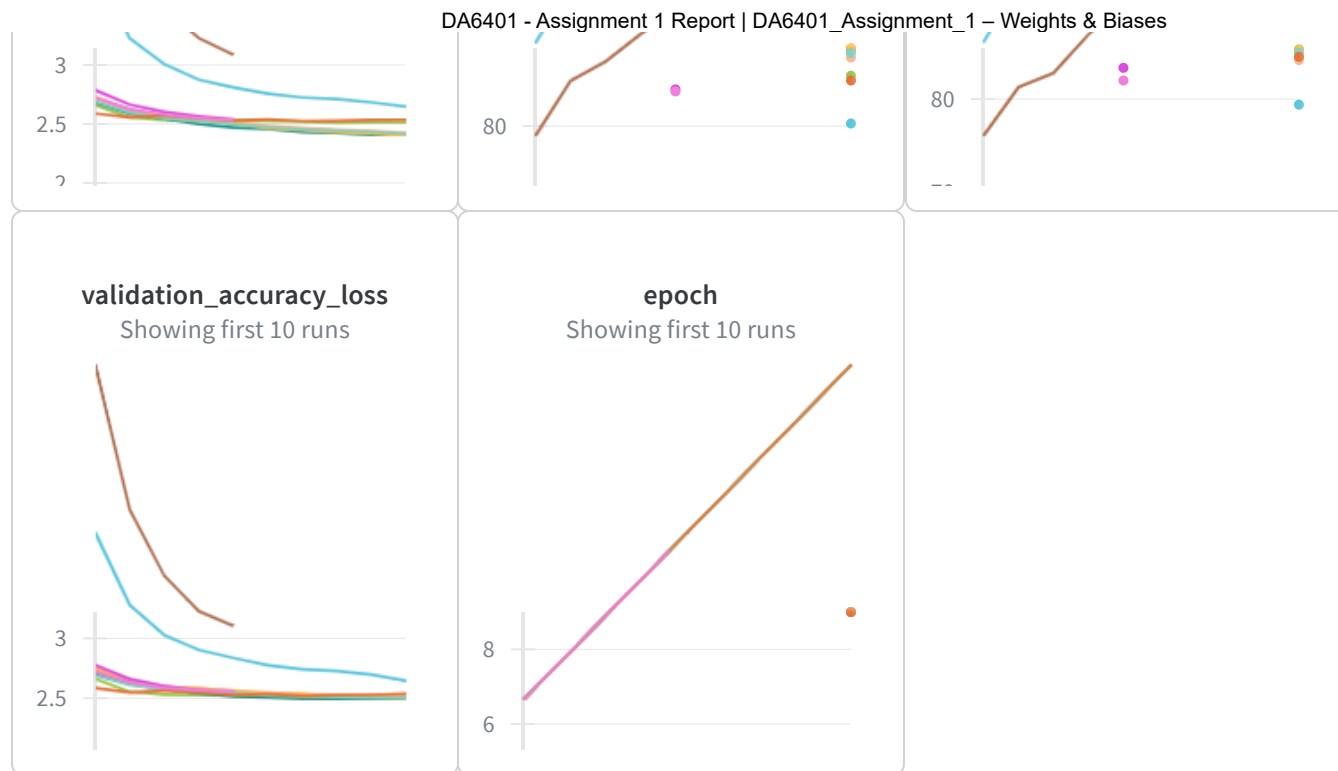 DA6401 - Assignment 1 Report | DA6401_Assignment_1 – Weights & Biases
3
2.5
2
80
80
validation_accuracy_loss
Showing first 10 runs
3
2.5
epoch
Showing first 10 runs
8
6